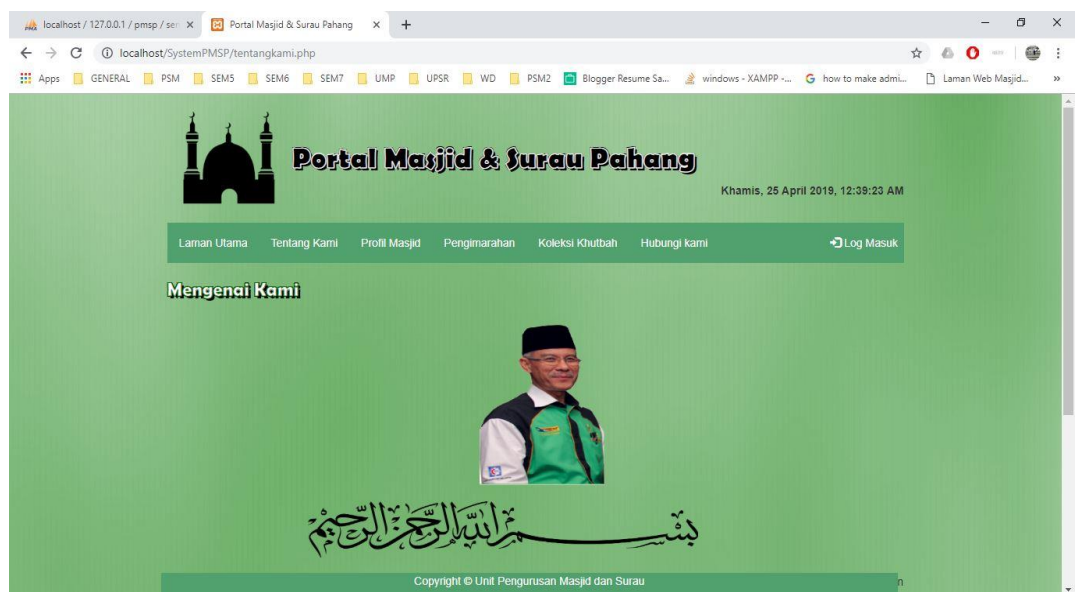 localhost / 127.0.0.1 / pmsp / ser
Portal Masjid & Surau Pahang
localhost/SystemPMSP/tentangkami.php
Apps GENERAL PSM SEM5 SEM6 SEM7 UMP UPSR WD PSM2 Blogger Resume Sa... windows - XAMPP -... how to make admi... Laman Web Masjid... »
Portal Masjid & Surau Pahang
Khamis, 25 April 2019, 12:39:23 AM
Laman Utama Tentang Kami Profil Masjid Pengimarahan Koleksi Khutbah Hubungi kami Log Masuk
Mengenai Kami
بسم الله الرحمن الرحيم
Copyright © Unit Pengurusan Masjid dan Surau